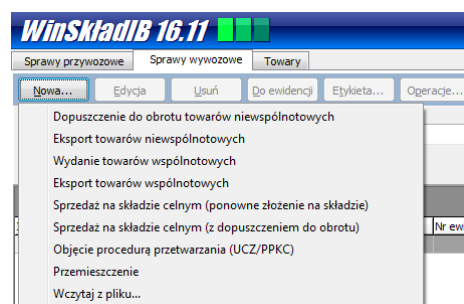 WinSkładIB 16.11
Sprawy przywozowe Sprawy wywozowe Towary
Nowa... Edycja Usuń Do ewidencji Etykieta... Operacje...
Dopuszczenie do obrotu towarów niewspólnotowych
Eksport towarów niewspólnotowych
Wydanie towarów wspólnotowych
Eksport towarów wspólnotowych
Sprzedaż na składzie celnym (ponowne złożenie na składzie)
Sprzedaż na składzie celnym (z dopuszczeniem do obrotu)
Nr ew
Objęcie procedurą przetwarzania (UCZ/PPKC)
Przemieszczenie
Wczytaj z pliku...